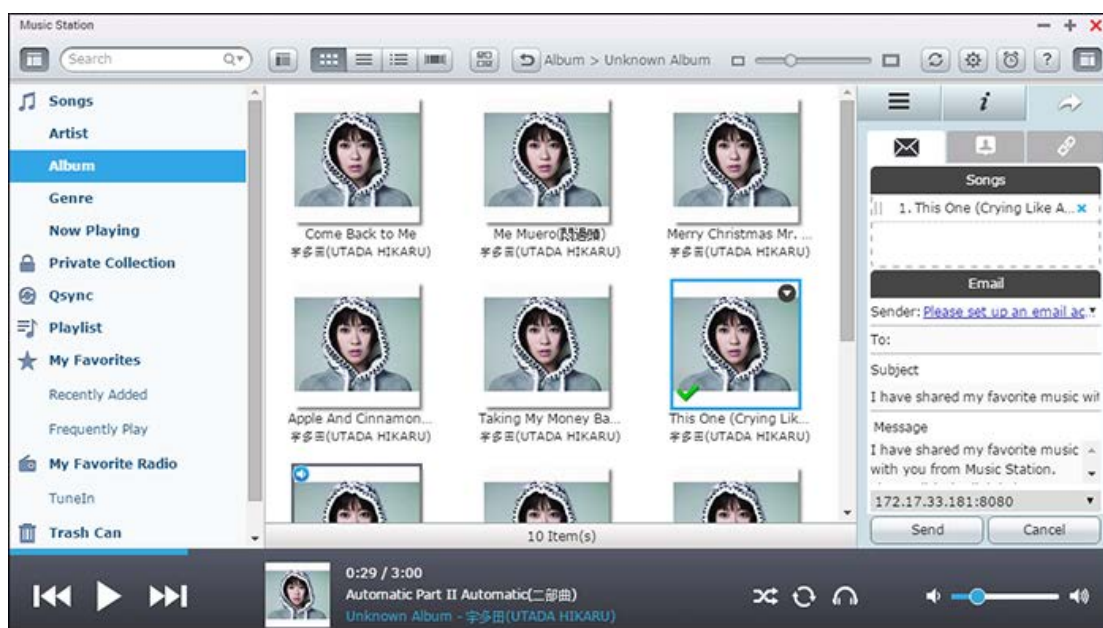 Music Station
Search
Album > Unknown Album
?
Songs
Artist
Album
Genre
Now Playing
Private Collection
Qsync
Playlist
My Favorites
Recently Added
Frequently Play
My Favorite Radio
TuneIn
Trash Can
Come Back to Me
宇多田(UTADA HIKARU)
Me Muero
宇多田(UTADA HIKARU)
Merry Christmas Mr. ...
宇多田(UTADA HIKARU)
Apple And Cinnamon...
宇多田(UTADA HIKARU)
Taking My Money Ba...
宇多田(UTADA HIKARU)
This One (Crying Lik...
宇多田(UTADA HIKARU)
10 Item(s)
i
Songs
1. This One (Crying Like A...
Email
Sender: Please set up an email ac.
To:
Subject
I have shared my favorite music wit
Message
I have shared my favorite music
with you from Music Station.
172.17.33.181:8080
Send
Cancel
0:29 / 3:00
Automatic Part II Automatic(二部曲)
Unknown Album - 宇多田(UTADA HIKARU)